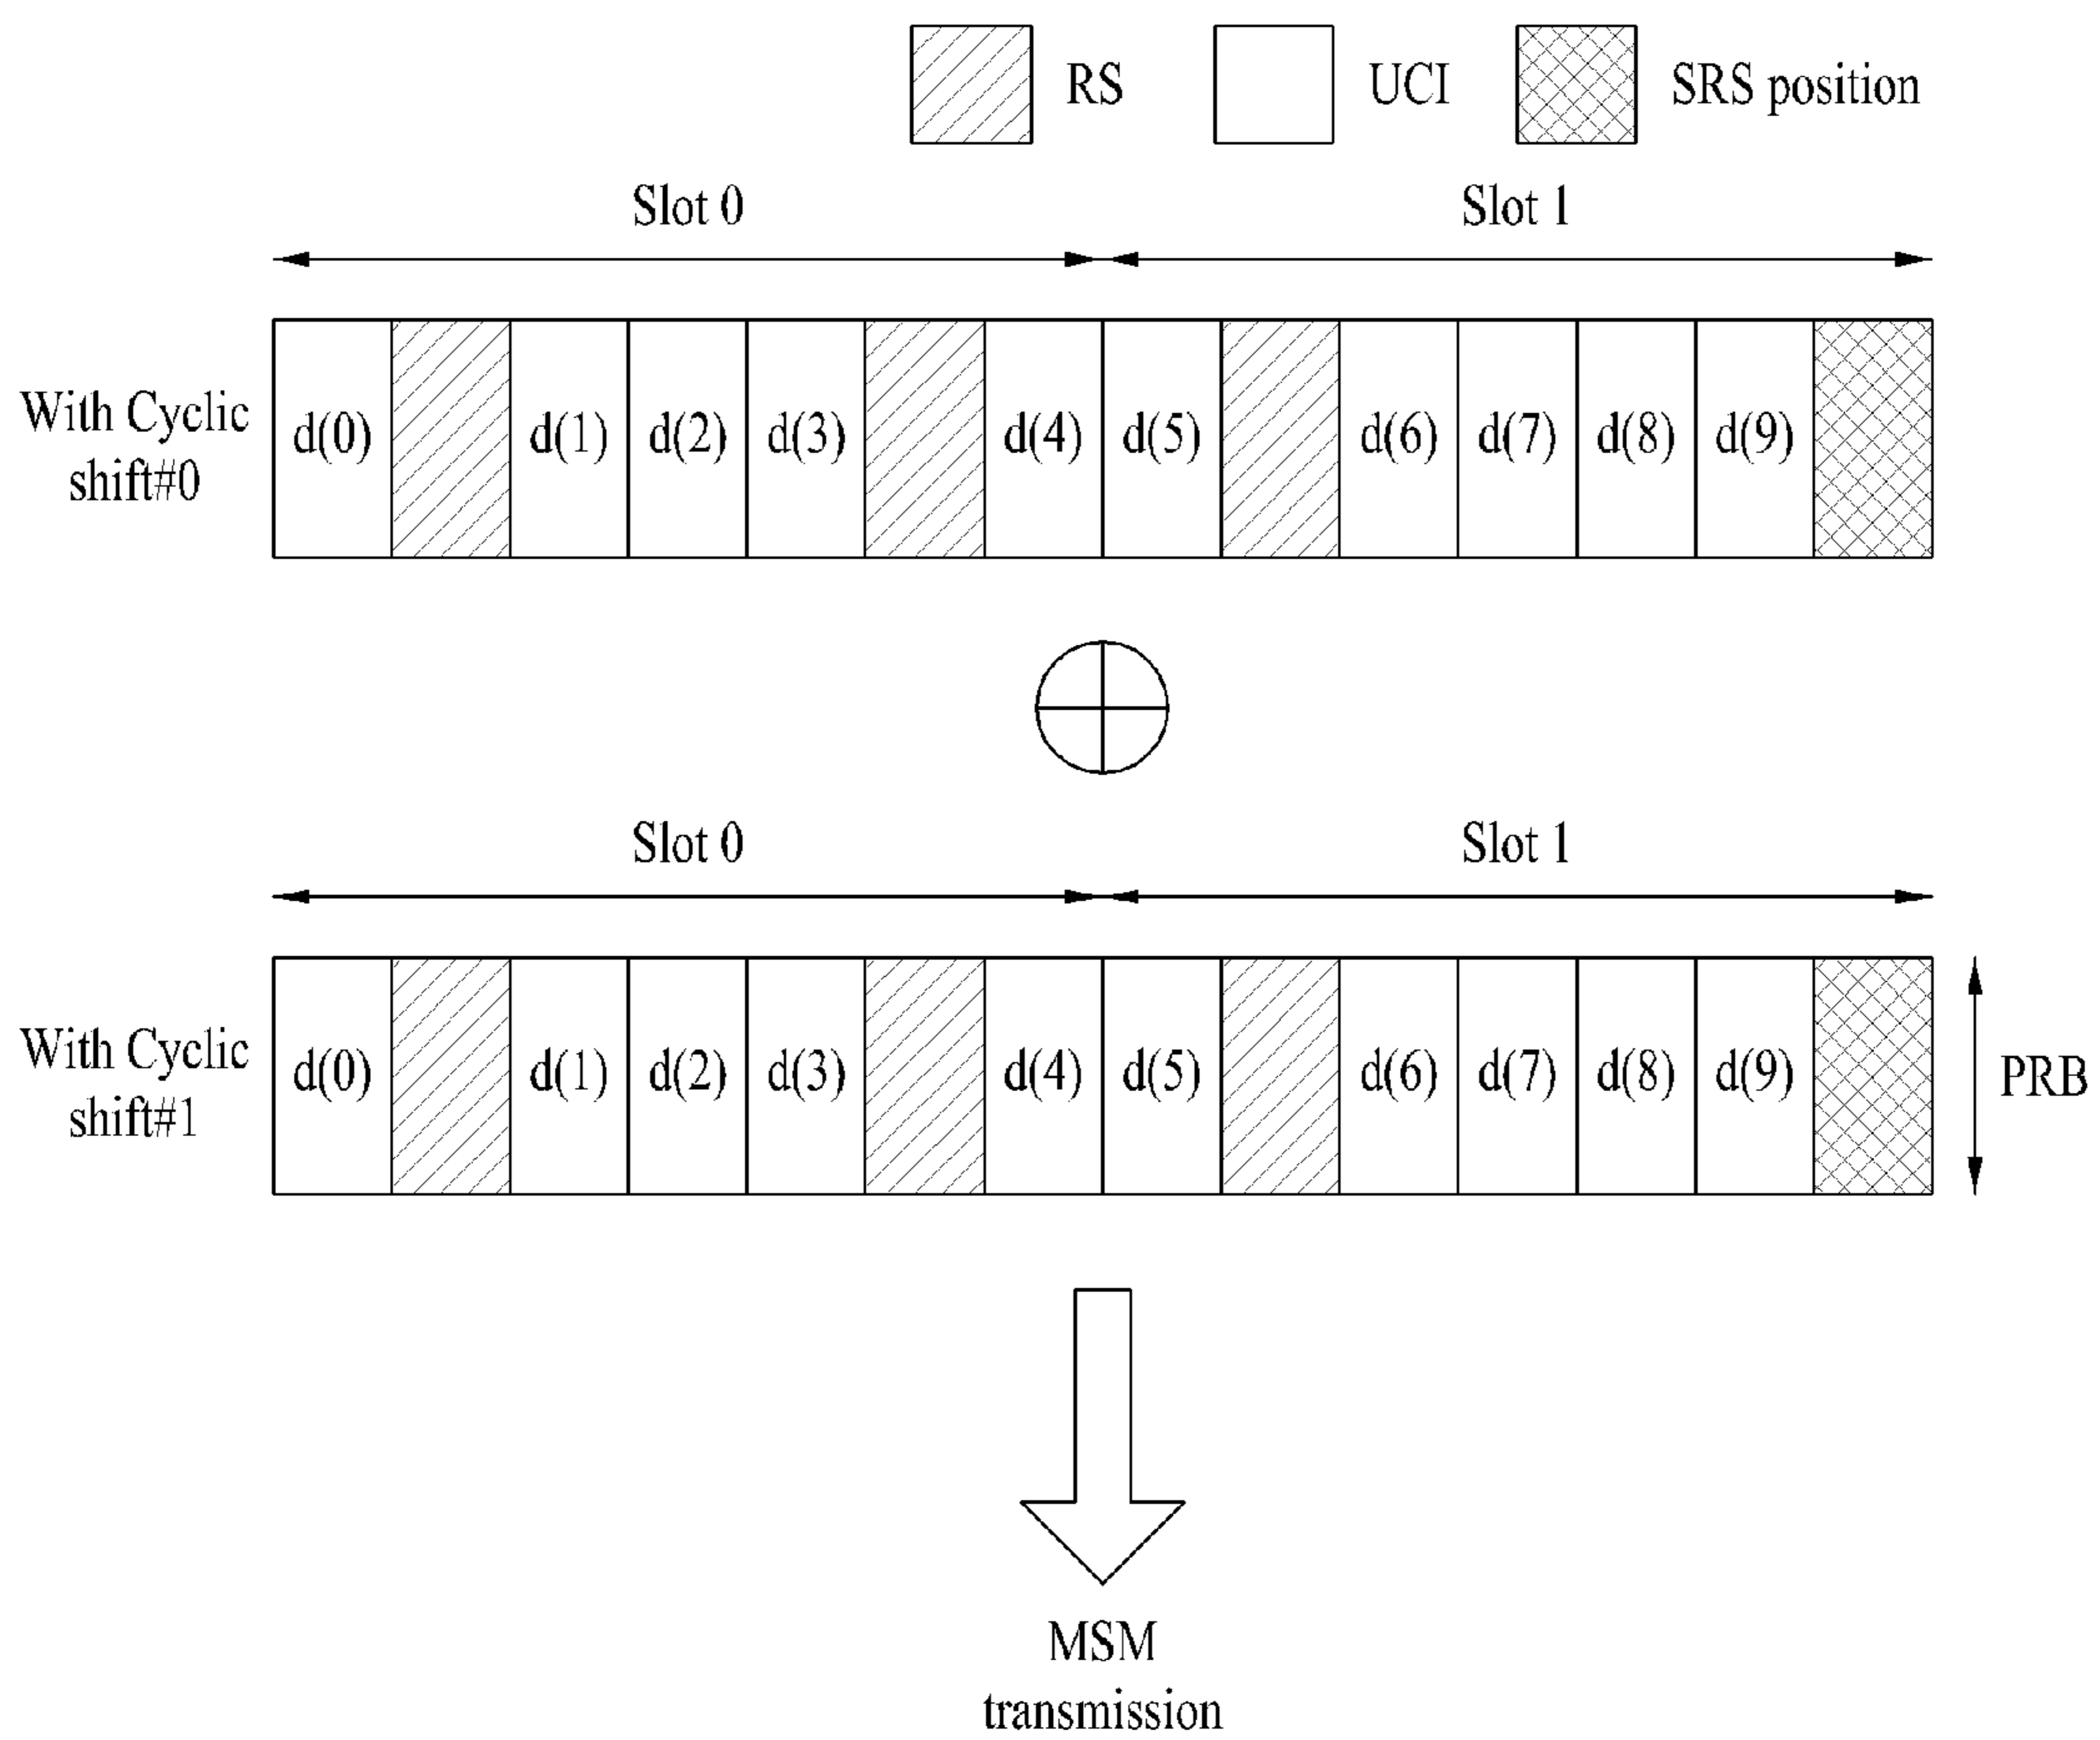 RS UCI SRS position
Slot 0 Slot 1
With Cyclic
shift#0
d(0) d(1) d(2) d(3) d(4) d(5) d(6) d(7) d(8) d(9)
Slot 0 Slot 1
With Cyclic
shift#1
d(0) d(1) d(2) d(3) d(4) d(5) d(6) d(7) d(8) d(9)
PRB
MSM
transmission